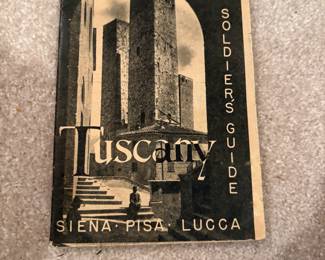 SOLDIER'S GUIDE
Tuscany
SIENA · PISA · LUCCA